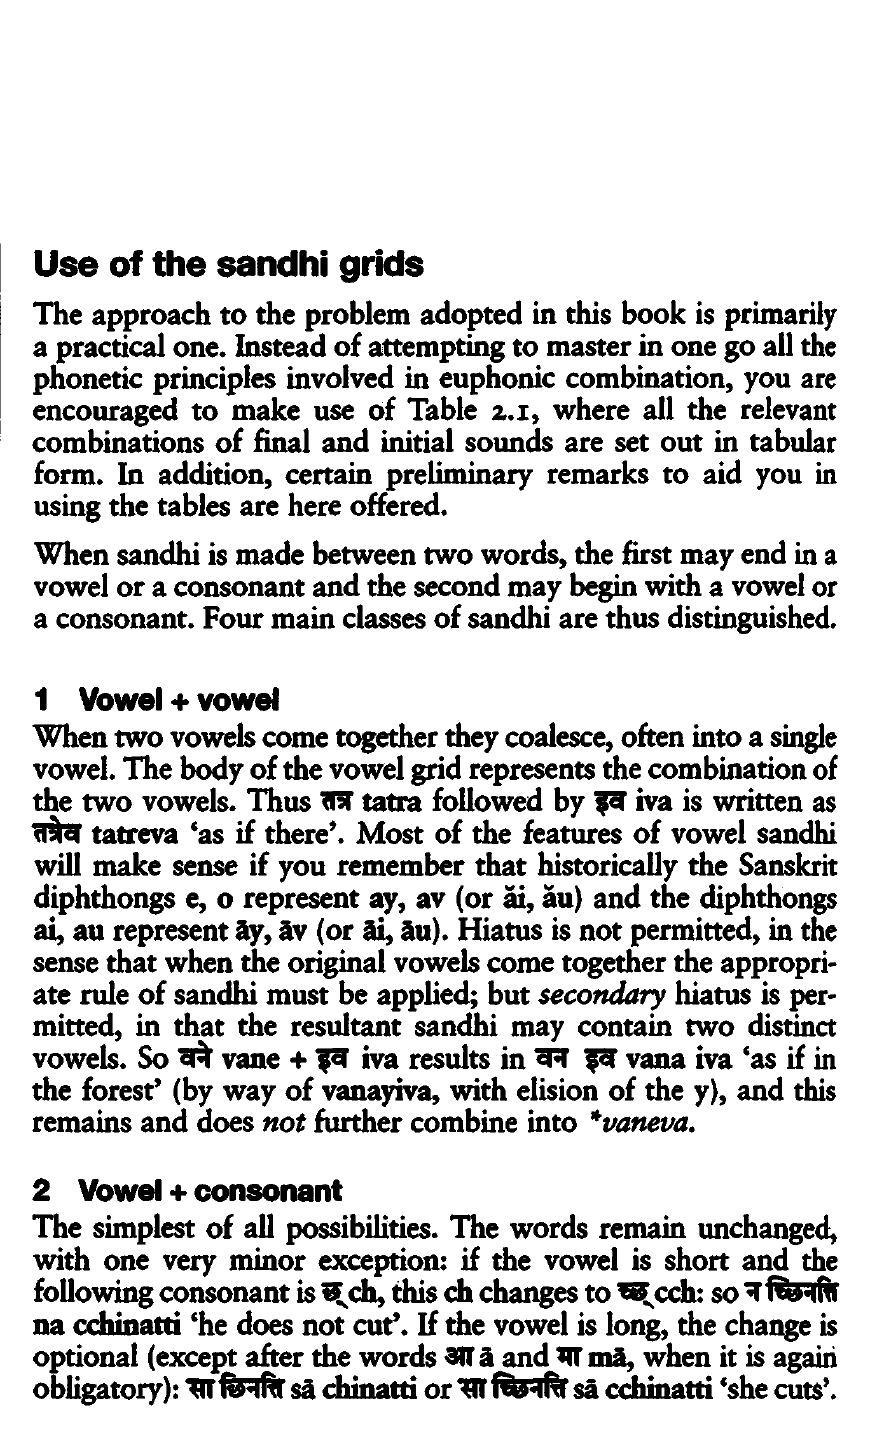 Use of the sandhi grids
The approach to the problem adopted in this book is primarily
a practical one. Instead of attempting to master in one go all the
phonetic principles involved in euphonic combination, you are
encouraged to make use of Table 2.1, where all the relevant
combinations of final and initial sounds are set out in tabular
form. In addition, certain preliminary remarks to aid you in
using the tables are here offered.
When sandhi is made between two words, the first may end in a
vowel or a consonant and the second may begin with a vowel or
a consonant. Four main classes of sandhi are thus distinguished.
1 Vowel + vowel
When two vowels come together they coalesce, often into a single
vowel. The body of the vowel grid represents the combination of
the two vowels. Thus तत्र tatra followed by इव iva is written as
तत्रेव tatreva ‘as if there’. Most of the features of vowel sandhi
will make sense if you remember that historically the Sanskrit
diphthongs e, o represent ay, av (or ăi, ău) and the diphthongs
ai, au represent āy, āv (or āi, āu). Hiatus is not permitted, in the
sense that when the original vowels come together the appropri-
ate rule of sandhi must be applied; but secondary hiatus is per-
mitted, in that the resultant sandhi may contain two distinct
vowels. So वने vane + इव iva results in वन इव vana iva ‘as if in
the forest’ (by way of vanayiva, with elision of the y), and this
remains and does not further combine into *vaneva.
2 Vowel + consonant
The simplest of all possibilities. The words remain unchanged,
with one very minor exception: if the vowel is short and the
following consonant is छ् ch, this ch changes to च्छ् cch: so न च्छिनत्ति
na cchinatti ‘he does not cut’. If the vowel is long, the change is
optional (except after the words आ ā and मा mā, when it is again
obligatory): सा छिनत्ति sā chinatti or सा च्छिनत्ति sā cchinatti ‘she cuts’.